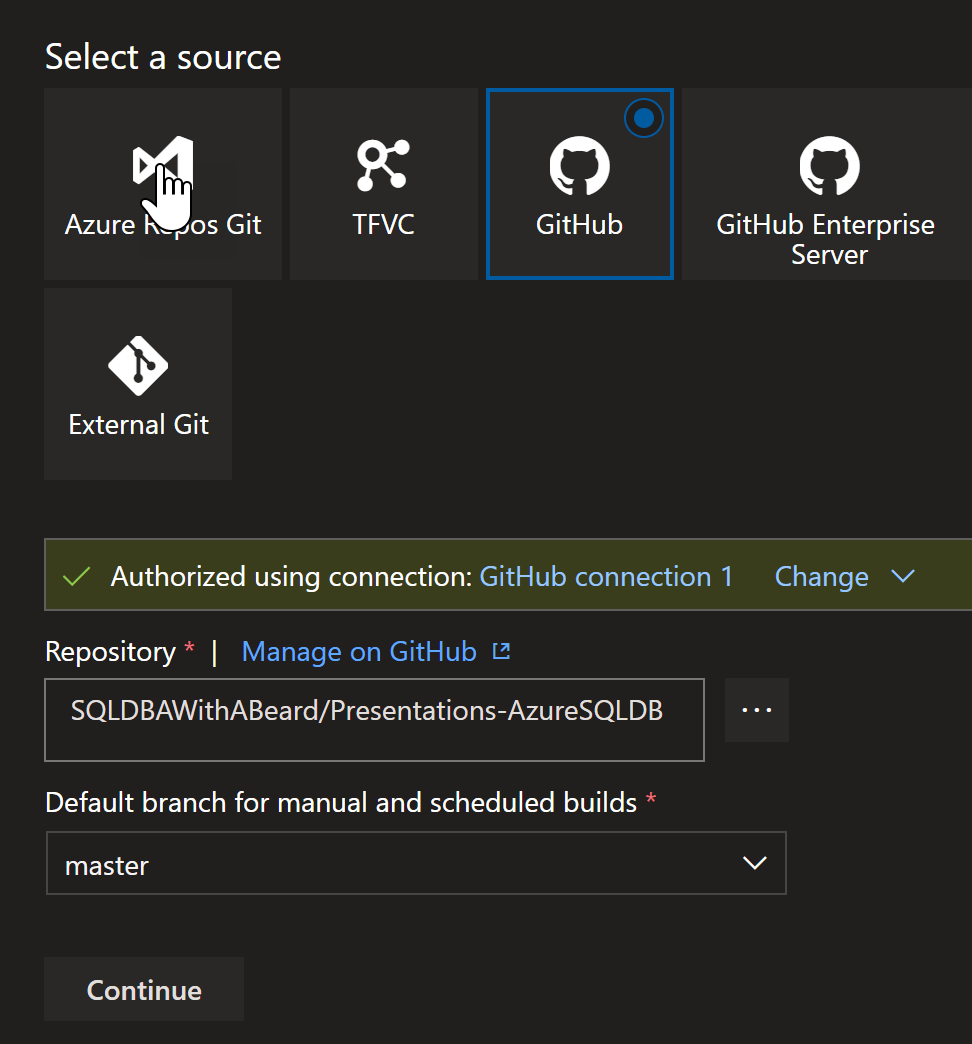 Select a source
Azure Repos Git
TFVC
GitHub
GitHub Enterprise
Server
External Git
Authorized using connection: GitHub connection 1 Change
Repository * | Manage on GitHub
SQLDBAWithABeard/Presentations-AzureSQLDB
...
Default branch for manual and scheduled builds *
master
Continue